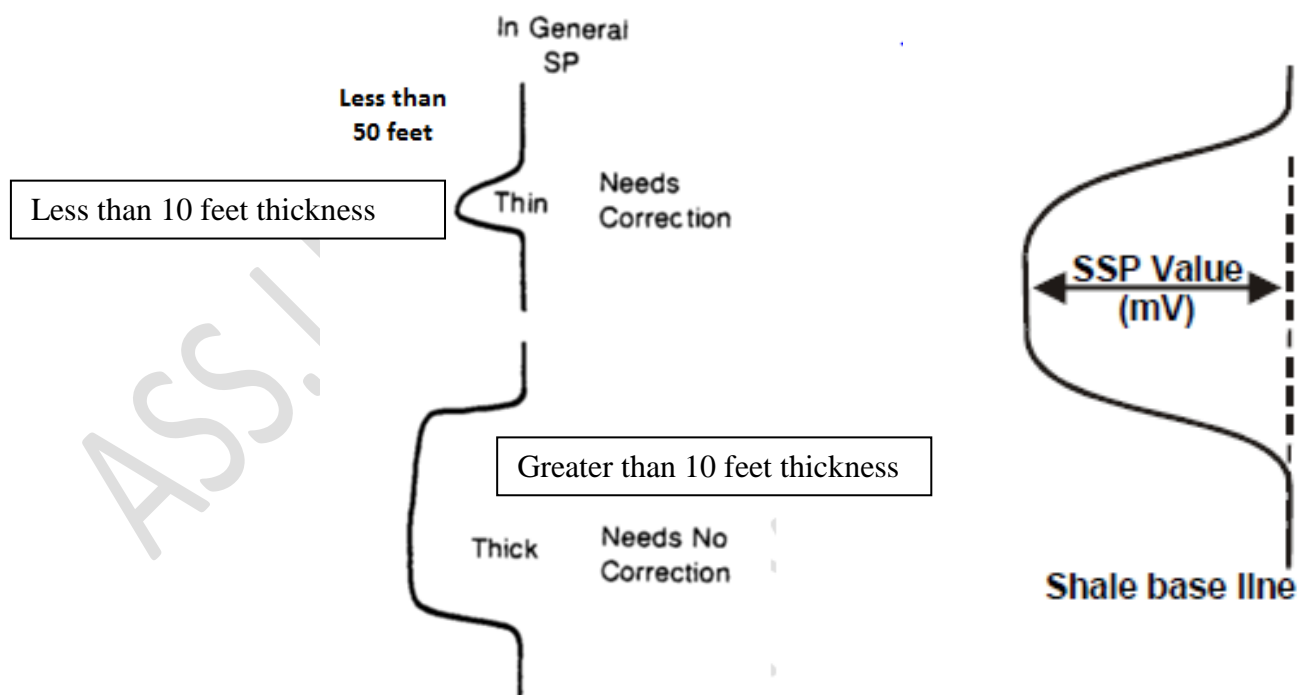 In General
SP
Less than
50 feet
Less than 10 feet thickness
Thin
Needs
Correction
Greater than 10 feet thickness
Thick
Needs No
Correction
SSP Value
(mV)
Shale base line
ASS.